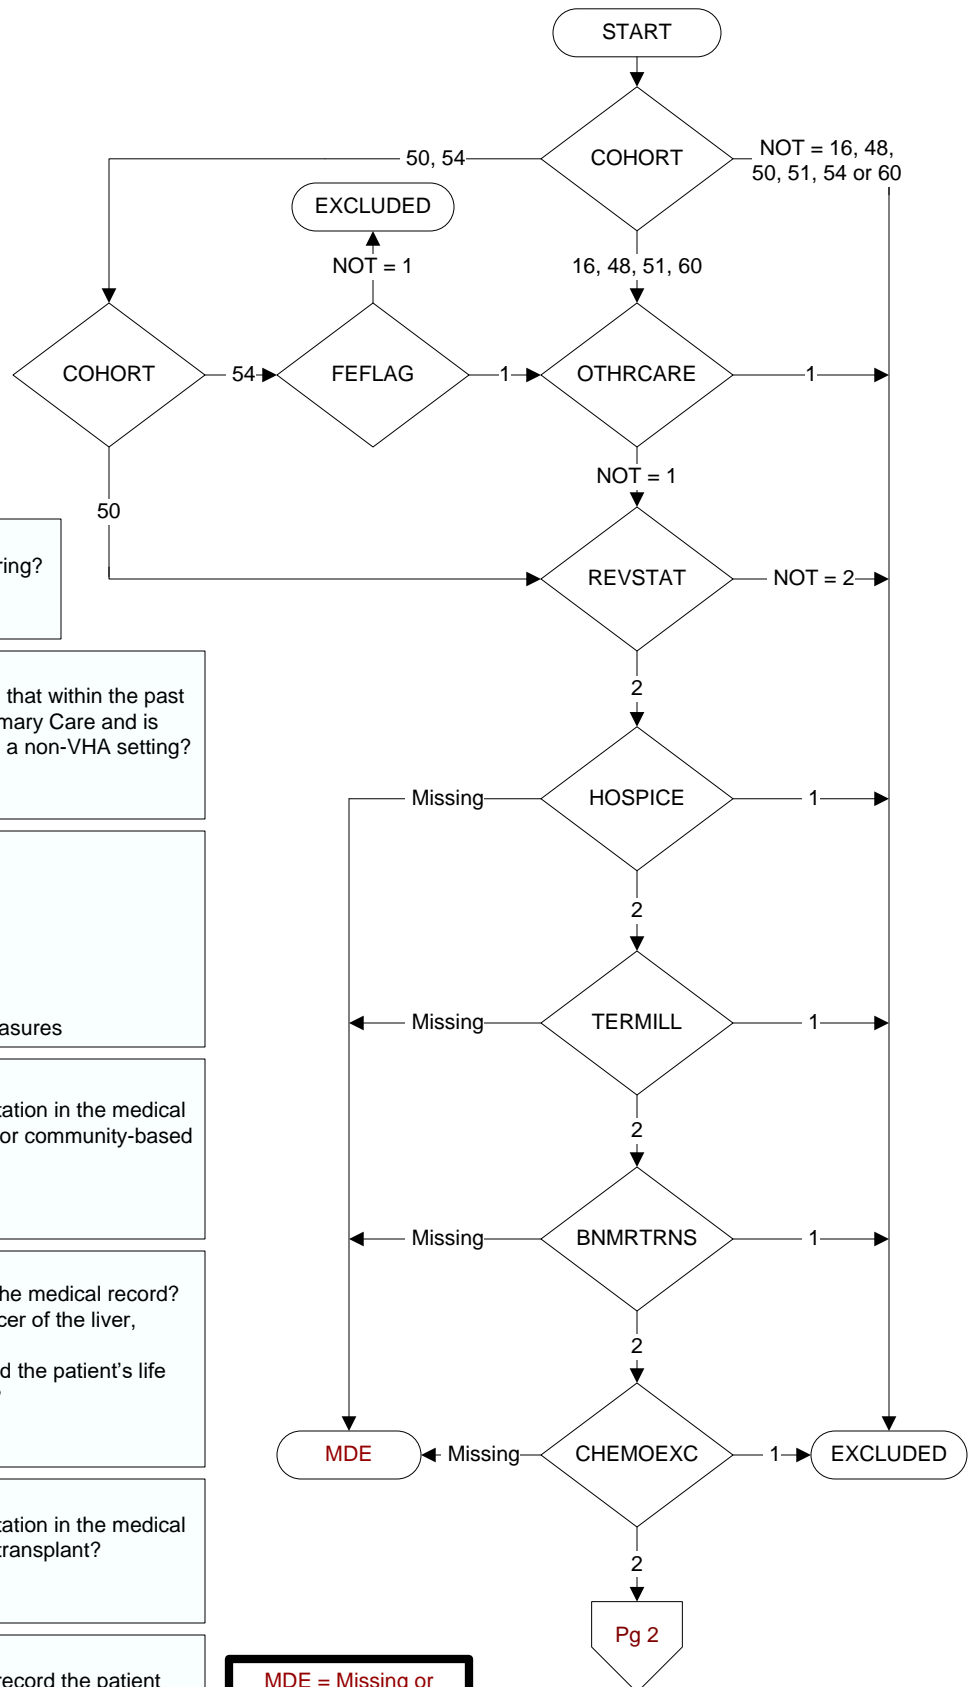 START
COHORT
50, 54
NOT = 16, 48,
50, 51, 54 or 60
EXCLUDED
NOT = 1
16, 48, 51, 60
COHORT
54
FEFLAG
1
OTHRCARE
1
NOT = 1
50
REVSTAT
NOT = 2
2
HOSPICE
Missing
1
2
TERMILL
Missing
1
2
BNMRTRNS
Missing
1
2
MDE
Missing
CHEMOEXC
1
EXCLUDED
2
Pg 2
ring?
that within the past
mary Care and is
a non-VHA setting?
asures
tation in the medical
or community-based
he medical record?
cer of the liver,
d the patient's life
tation in the medical
transplant?
record the patient
MDE = Missing or